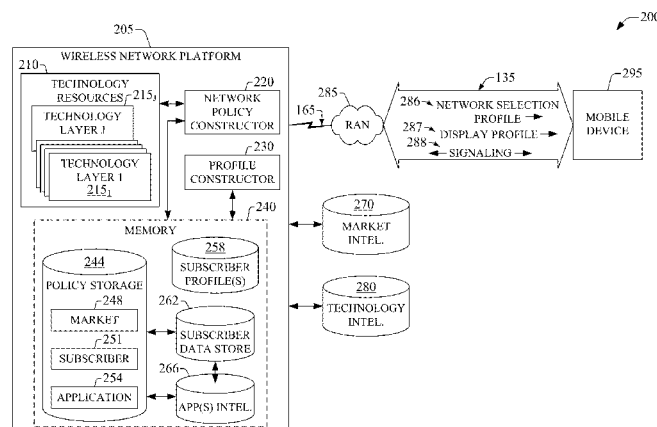 200
205
WIRELESS NETWORK PLATFORM
210
TECHNOLOGY
RESOURCES
215J
TECHNOLOGY
LAYER J
TECHNOLOGY
LAYER 1
2151
220
NETWORK
POLICY
CONSTRUCTOR
230
PROFILE
CONSTRUCTOR
165
285
RAN
135
286
NETWORK SELECTION
PROFILE
287
DISPLAY PROFILE
288
SIGNALING
295
MOBILE
DEVICE
240
MEMORY
244
POLICY STORAGE
248
MARKET
251
SUBSCRIBER
254
APPLICATION
258
SUBSCRIBER
PROFILE(S)
262
SUBSCRIBER
DATA STORE
266
APP(S) INTEL.
270
MARKET
INTEL.
280
TECHNOLOGY
INTEL.